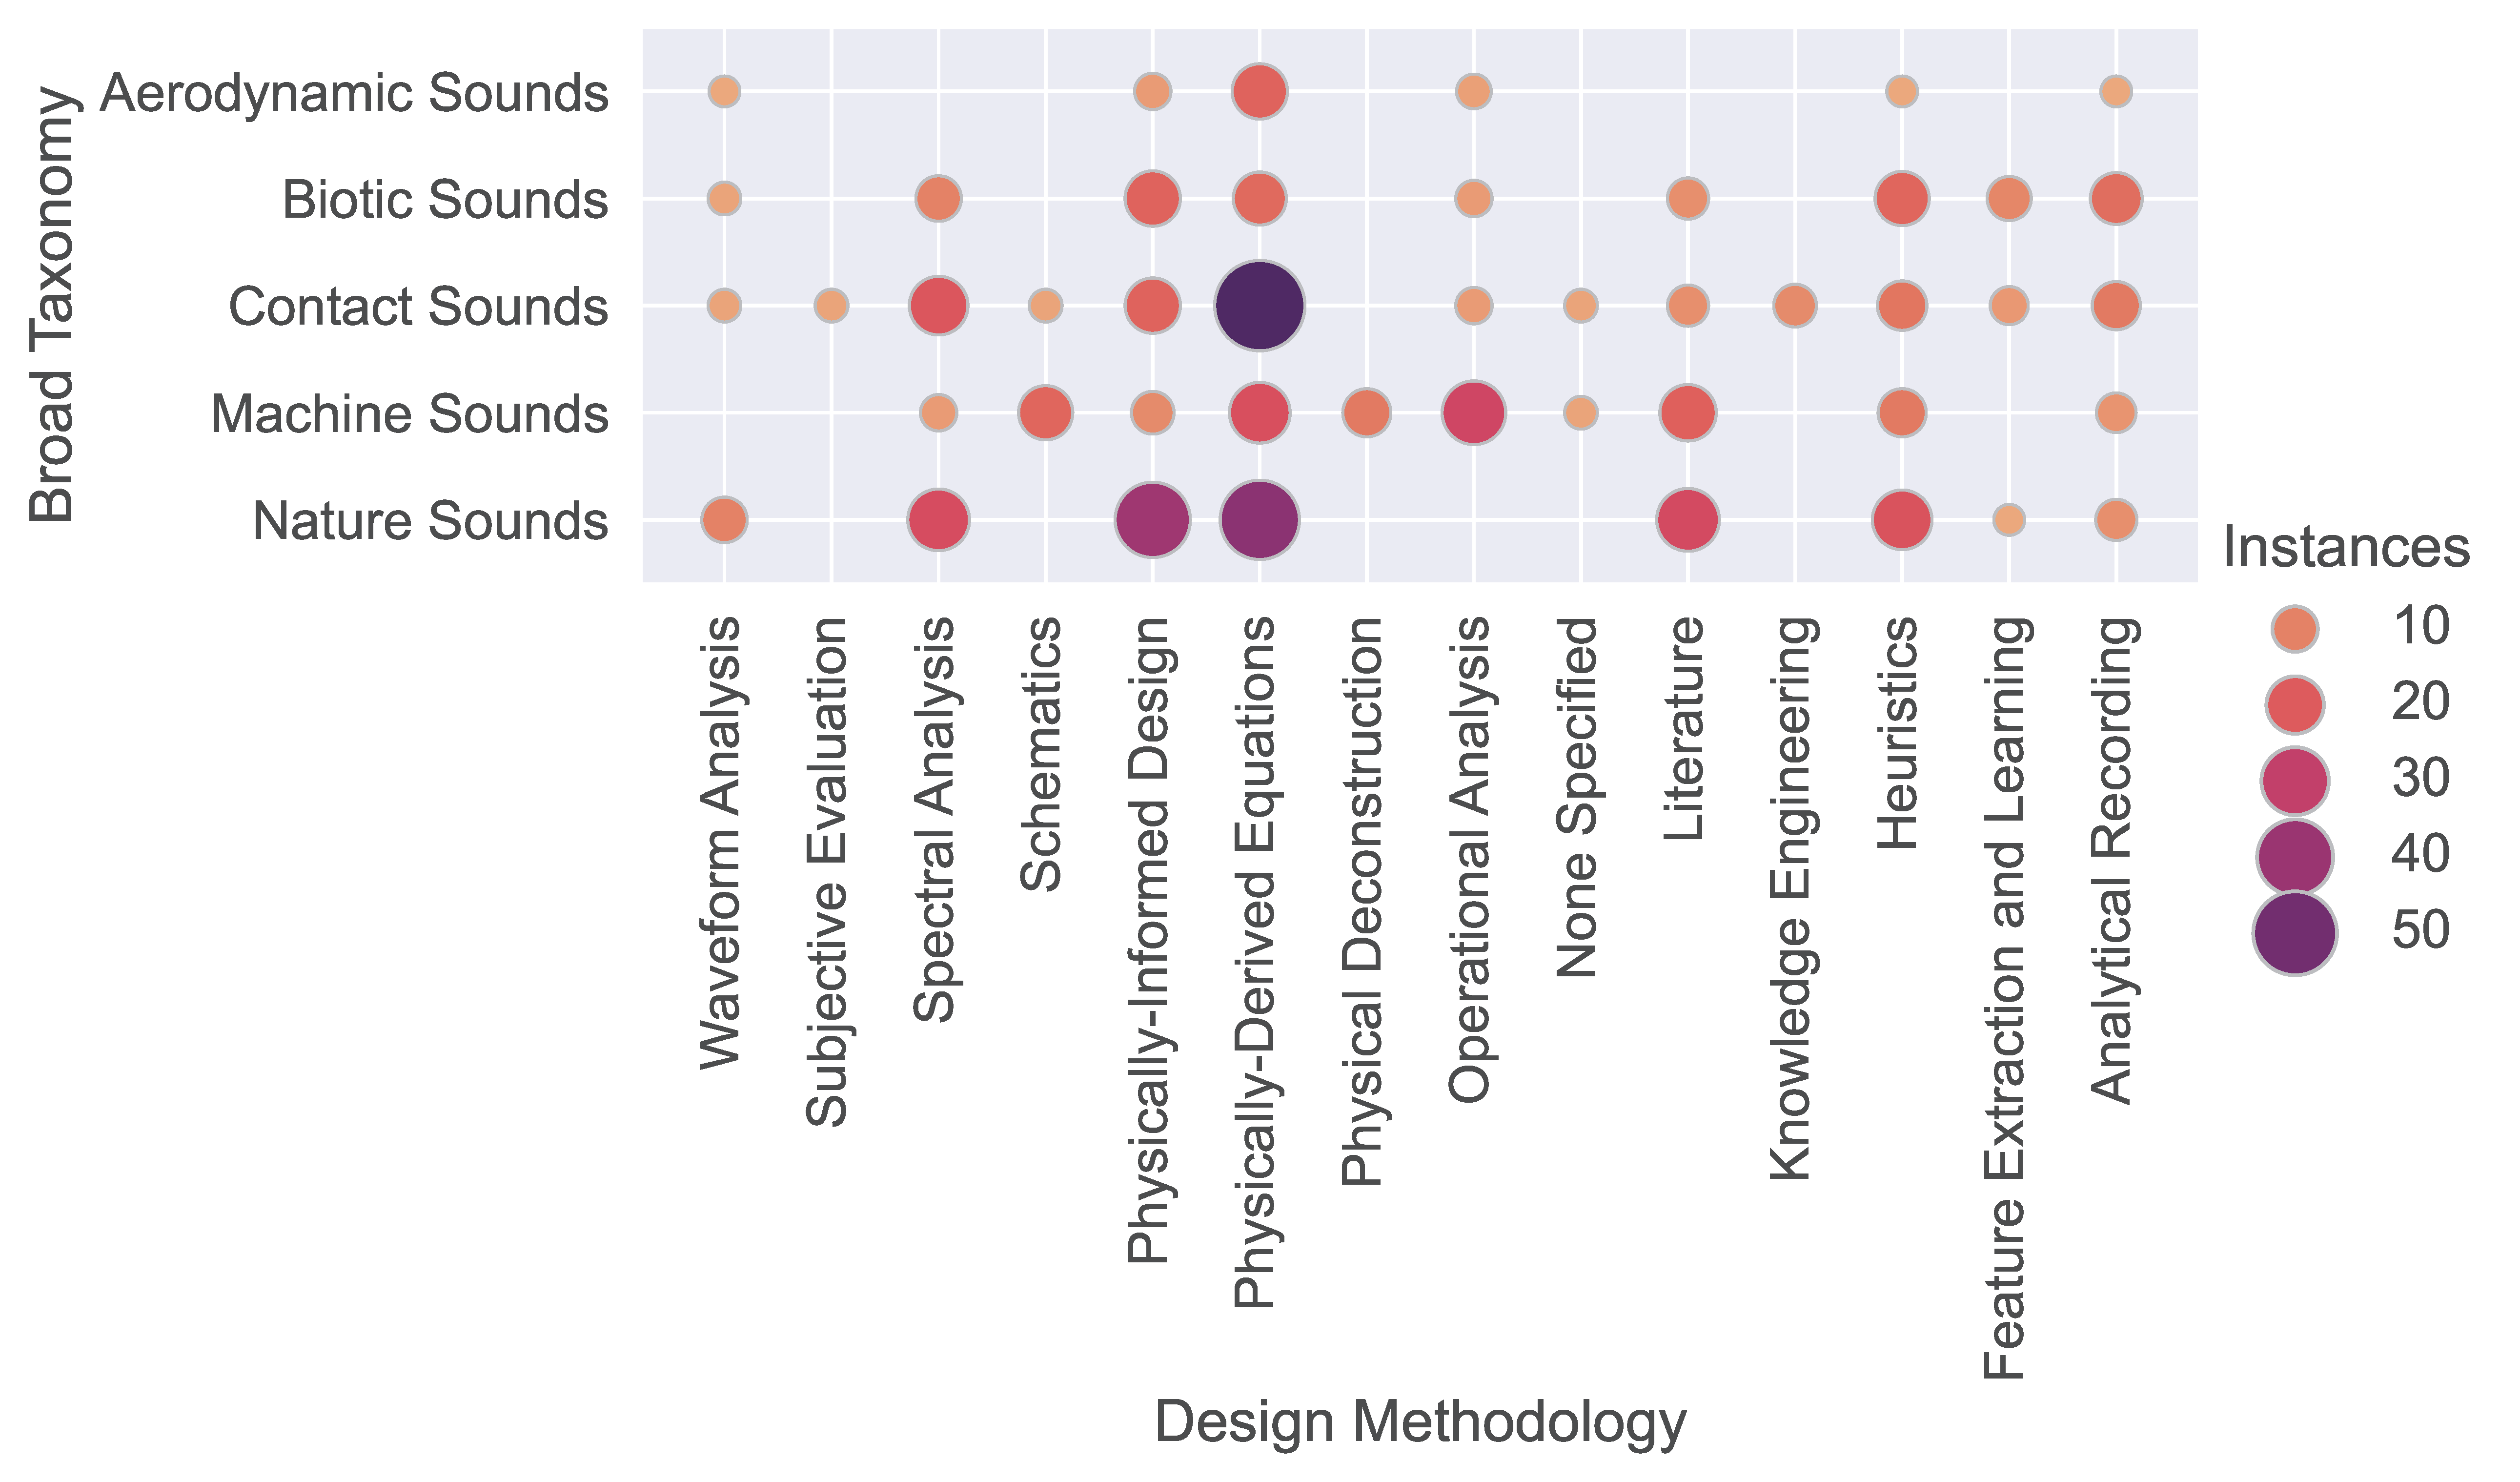 Broad Taxonomy
Aerodynamic Sounds
Biotic Sounds
Contact Sounds
Machine Sounds
Nature Sounds
Waveform Analysis
Subjective Evaluation
Spectral Analysis
Schematics
Physically-Informed Design
Physically-Derived Equations
Physical Deconstruction
Operational Analysis
None Specified
Literature
Knowledge Engineering
Heuristics
Feature Extraction and Learning
Analytical Recording
Design Methodology
Instances
10
20
30
40
50